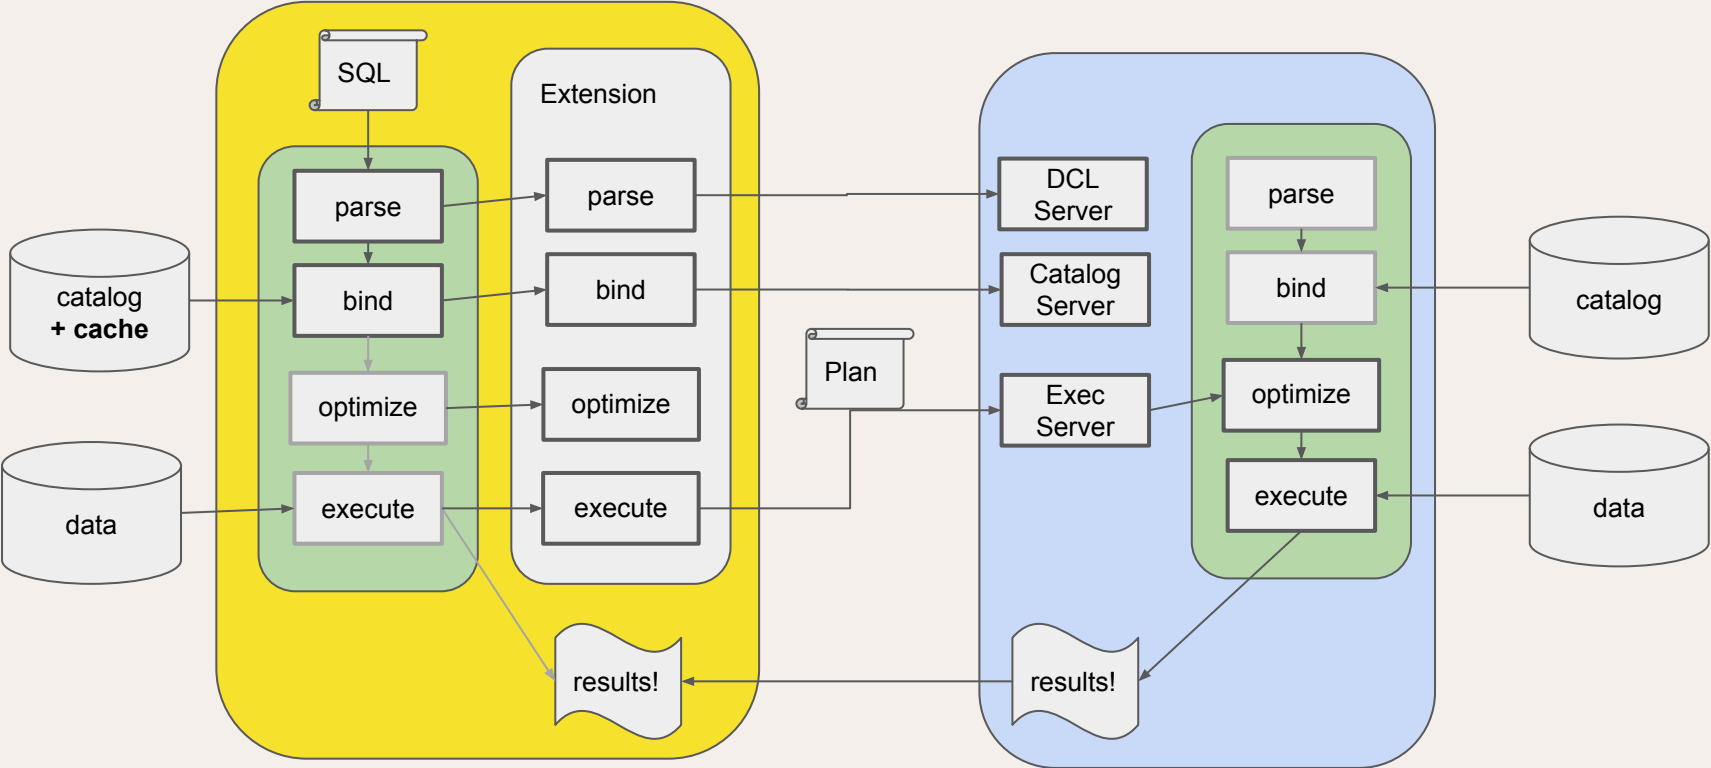 SQL
Extension
parse
parse
DCL
Server
parse
catalog
+ cache
bind
bind
Catalog
Server
bind
catalog
Plan
optimize
optimize
Exec
Server
optimize
data
execute
execute
execute
data
results!
results!